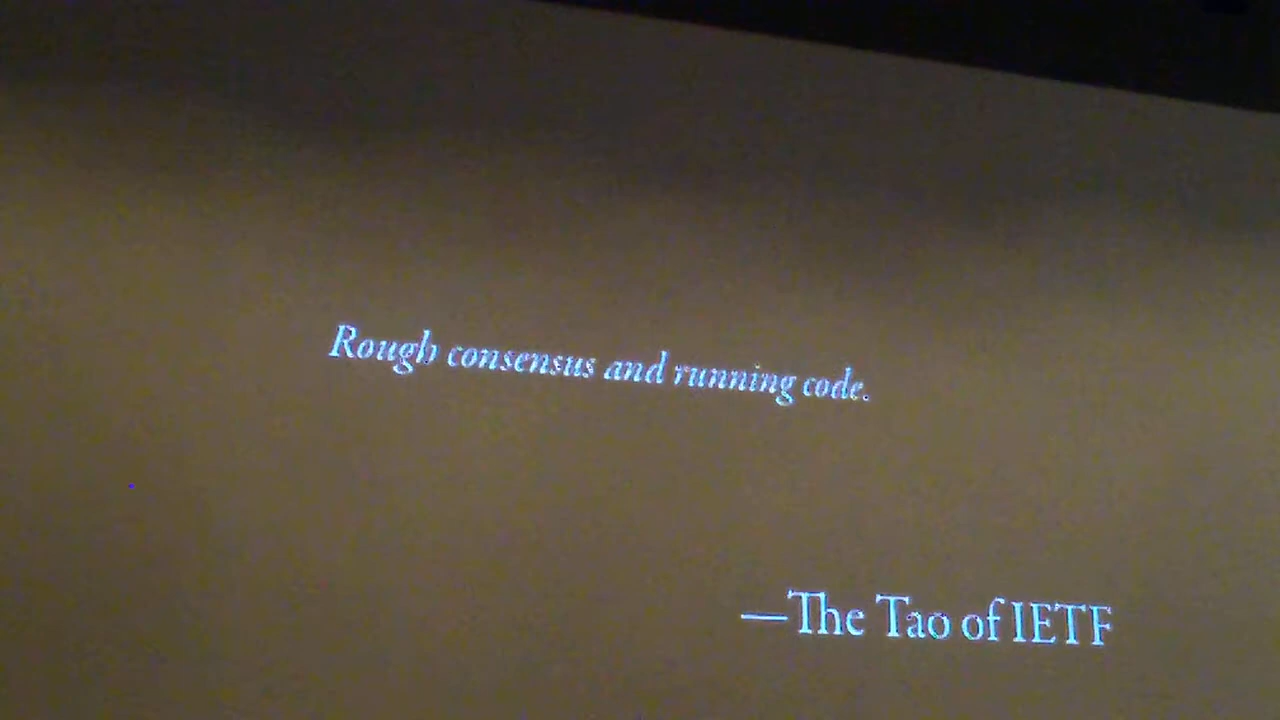 Rough consensus and running code.
—The Tao of IETF